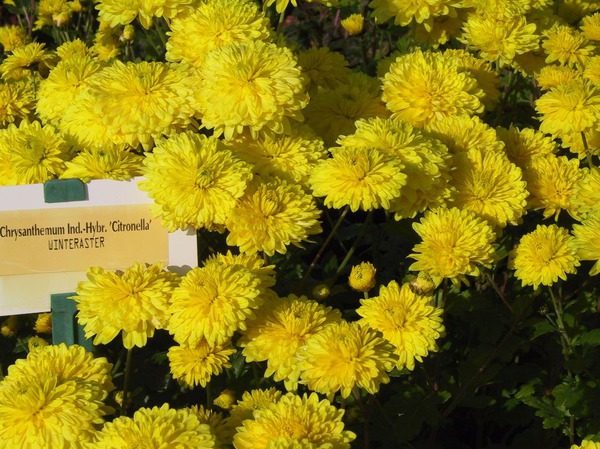 Chrysanthemum Ind.-Hybr. 'Citronella'
WINTERASTER